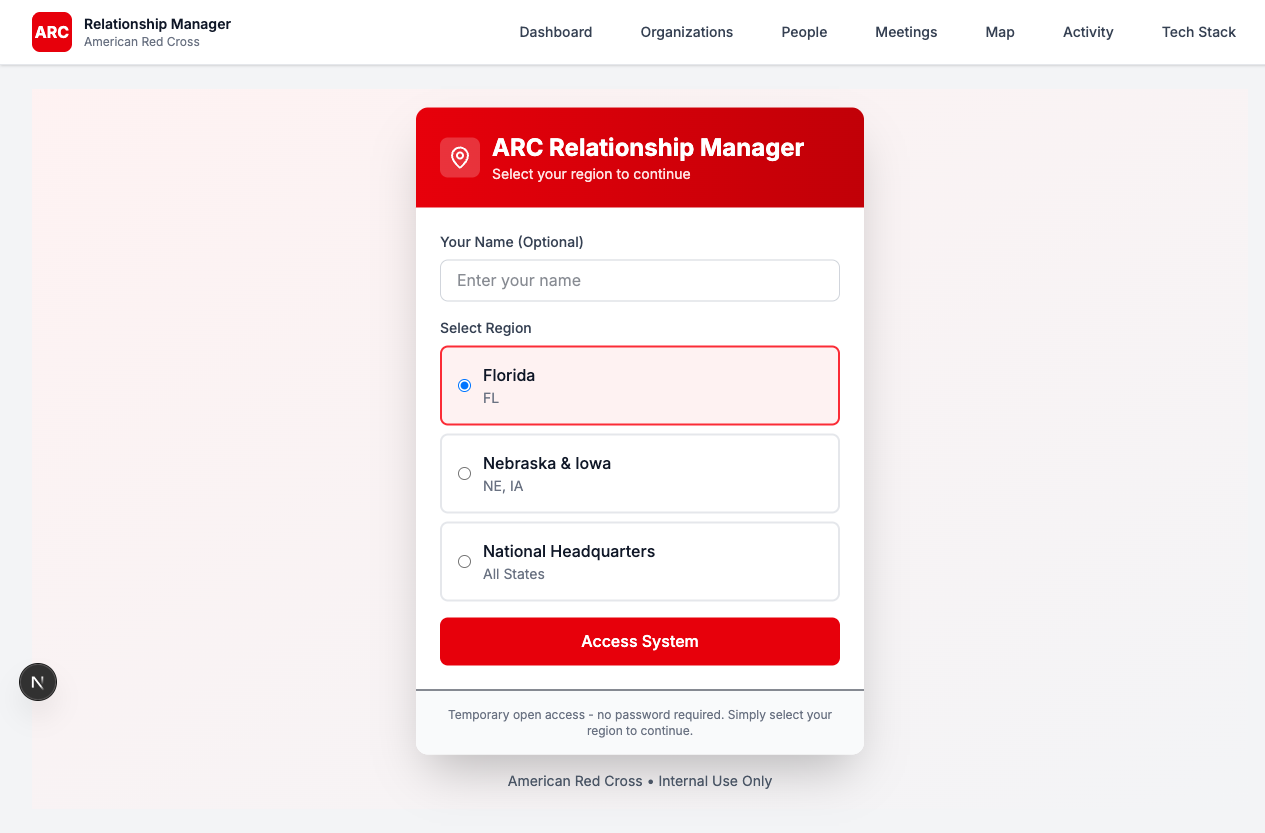 ARC
Relationship Manager
American Red Cross
Dashboard
Organizations
People
Meetings
Map
Activity
Tech Stack
ARC Relationship Manager
Select your region to continue
Your Name (Optional)
Enter your name
Select Region
Florida
FL
Nebraska & Iowa
NE, IA
National Headquarters
All States
Access System
N
Temporary open access - no password required. Simply select your
region to continue.
American Red Cross • Internal Use Only